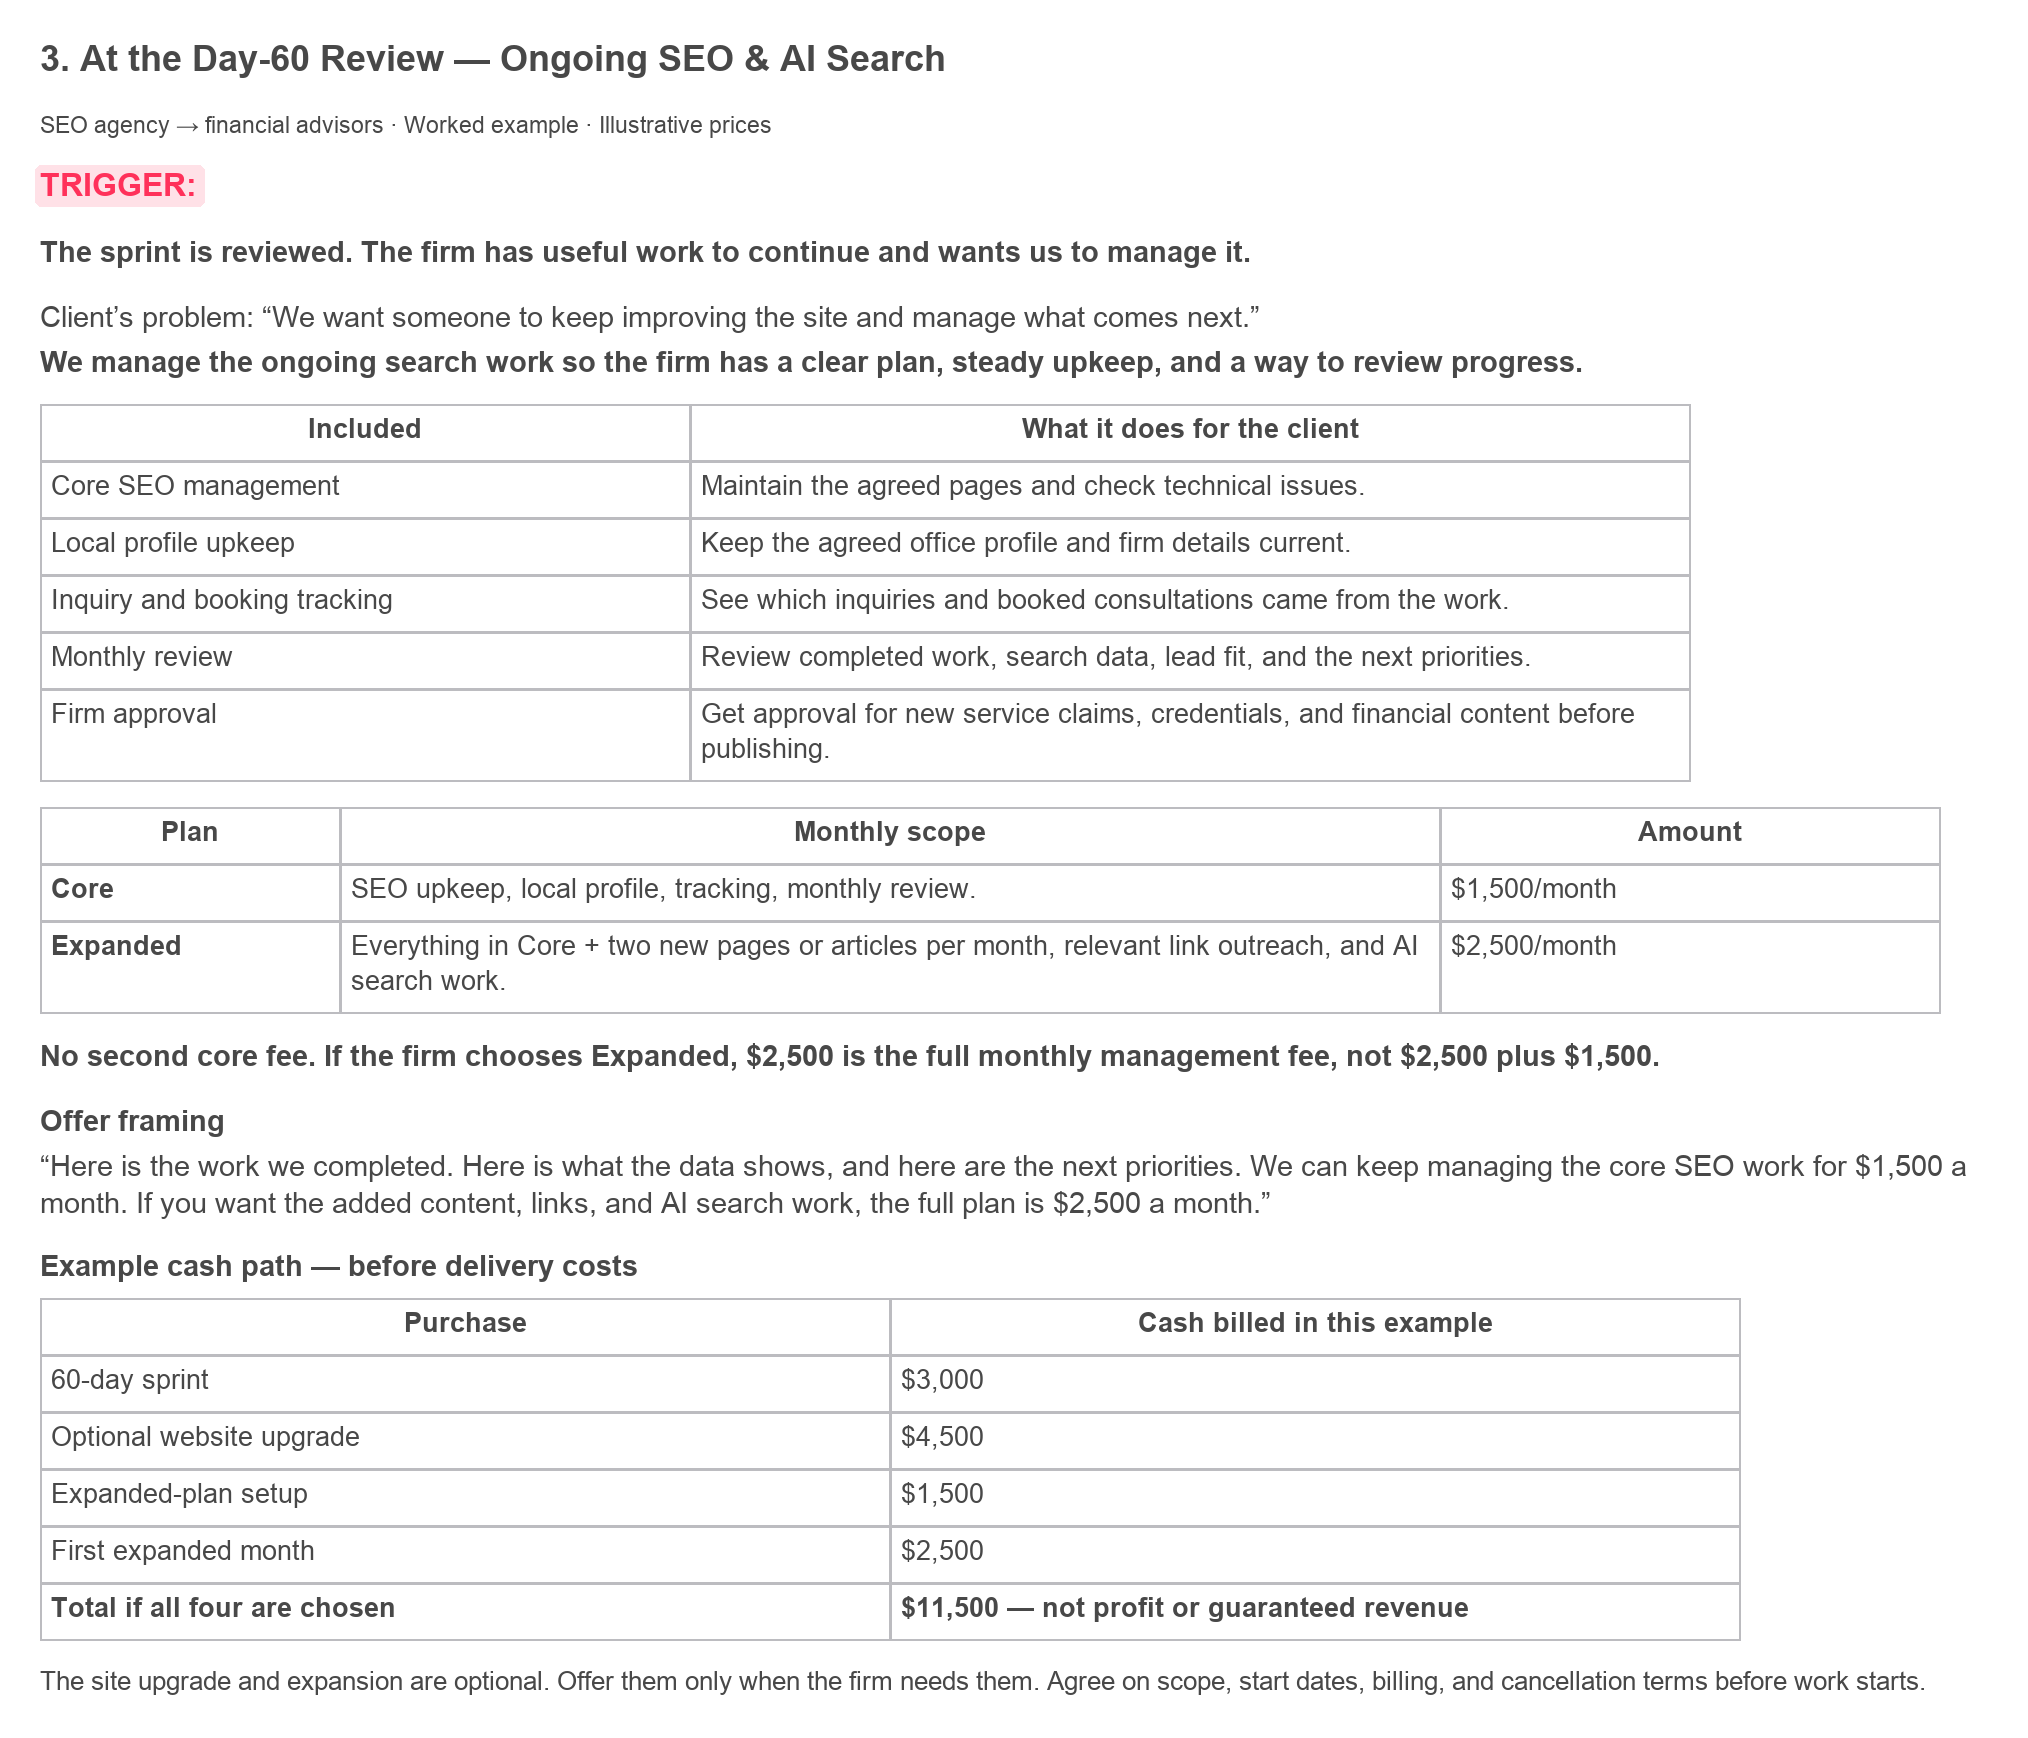 3. At the Day-60 Review — Ongoing SEO & AI Search
SEO agency → financial advisors · Worked example · Illustrative prices
TRIGGER:
The sprint is reviewed. The firm has useful work to continue and wants us to manage it.
Client’s problem: “We want someone to keep improving the site and manage what comes next.”
We manage the ongoing search work so the firm has a clear plan, steady upkeep, and a way to review progress.
Included What it does for the client
Core SEO management Maintain the agreed pages and check technical issues.
Local profile upkeep Keep the agreed office profile and firm details current.
Inquiry and booking tracking See which inquiries and booked consultations came from the work.
Monthly review Review completed work, search data, lead fit, and the next priorities.
Firm approval Get approval for new service claims, credentials, and financial content before
publishing.
Plan Monthly scope Amount
Core SEO upkeep, local profile, tracking, monthly review. $1,500/month
Expanded Everything in Core + two new pages or articles per month, relevant link outreach, and AI $2,500/month
search work.
No second core fee. If the firm chooses Expanded, $2,500 is the full monthly management fee, not $2,500 plus $1,500.
Offer framing
“Here is the work we completed. Here is what the data shows, and here are the next priorities. We can keep managing the core SEO work for $1,500 a
month. If you want the added content, links, and AI search work, the full plan is $2,500 a month.”
Example cash path — before delivery costs
Purchase Cash billed in this example
60-day sprint $3,000
Optional website upgrade $4,500
Expanded-plan setup $1,500
First expanded month $2,500
Total if all four are chosen $11,500 — not profit or guaranteed revenue
The site upgrade and expansion are optional. Offer them only when the firm needs them. Agree on scope, start dates, billing, and cancellation terms before work starts.